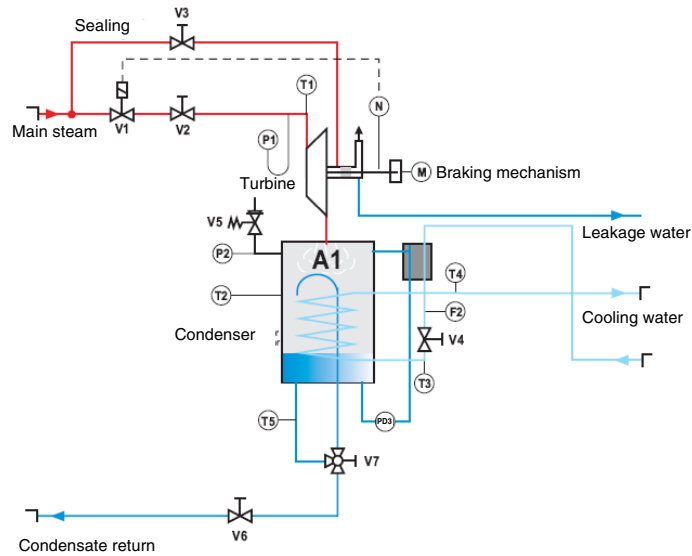 V3
Sealing
T1
N
Main steam
V1
V2
P1
M
Braking mechanism
Turbine
V5
Leakage water
P2
A1
T4
T2
F2
Cooling water
Condenser
V4
T3
T5
PD3
V7
V6
Condensate return